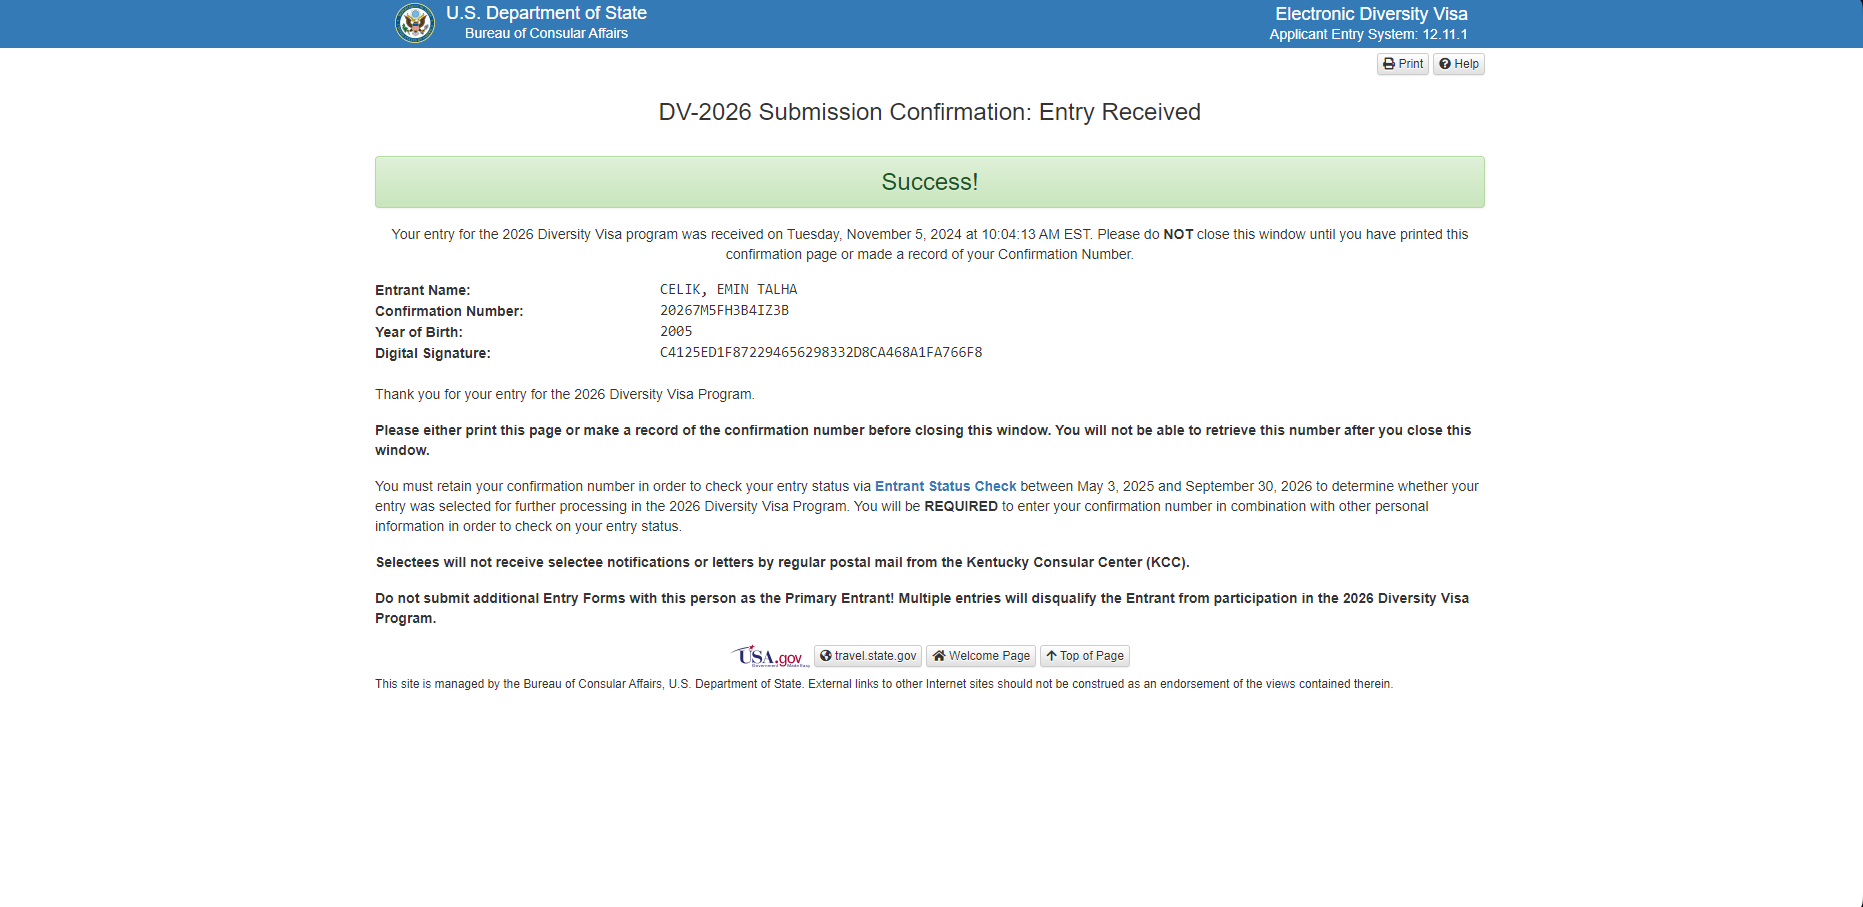 U.S. Department of State
Bureau of Consular Affairs
Electronic Diversity Visa
Applicant Entry System: 12.11.1
Print
Help
DV-2026 Submission Confirmation: Entry Received
Success!
Your entry for the 2026 Diversity Visa program was received on Tuesday, November 5, 2024 at 10:04:13 AM EST. Please do NOT close this window until you have printed this
confirmation page or made a record of your Confirmation Number.
Entrant Name: CELIK, EMIN TALHA
Confirmation Number: 20267M5FH3B4IZ3B
Year of Birth: 2005
Digital Signature: C4125ED1F872294656298332D8CA468A1FA766F8
Thank you for your entry for the 2026 Diversity Visa Program.
Please either print this page or make a record of the confirmation number before closing this window. You will not be able to retrieve this number after you close this
window.
You must retain your confirmation number in order to check your entry status via Entrant Status Check between May 3, 2025 and September 30, 2026 to determine whether your
entry was selected for further processing in the 2026 Diversity Visa Program. You will be REQUIRED to enter your confirmation number in combination with other personal
information in order to check on your entry status.
Selectees will not receive selectee notifications or letters by regular postal mail from the Kentucky Consular Center (KCC).
Do not submit additional Entry Forms with this person as the Primary Entrant! Multiple entries will disqualify the Entrant from participation in the 2026 Diversity Visa
Program.
USA.gov
travel.state.gov
Welcome Page
Top of Page
This site is managed by the Bureau of Consular Affairs, U.S. Department of State. External links to other Internet sites should not be construed as an endorsement of the views contained therein.